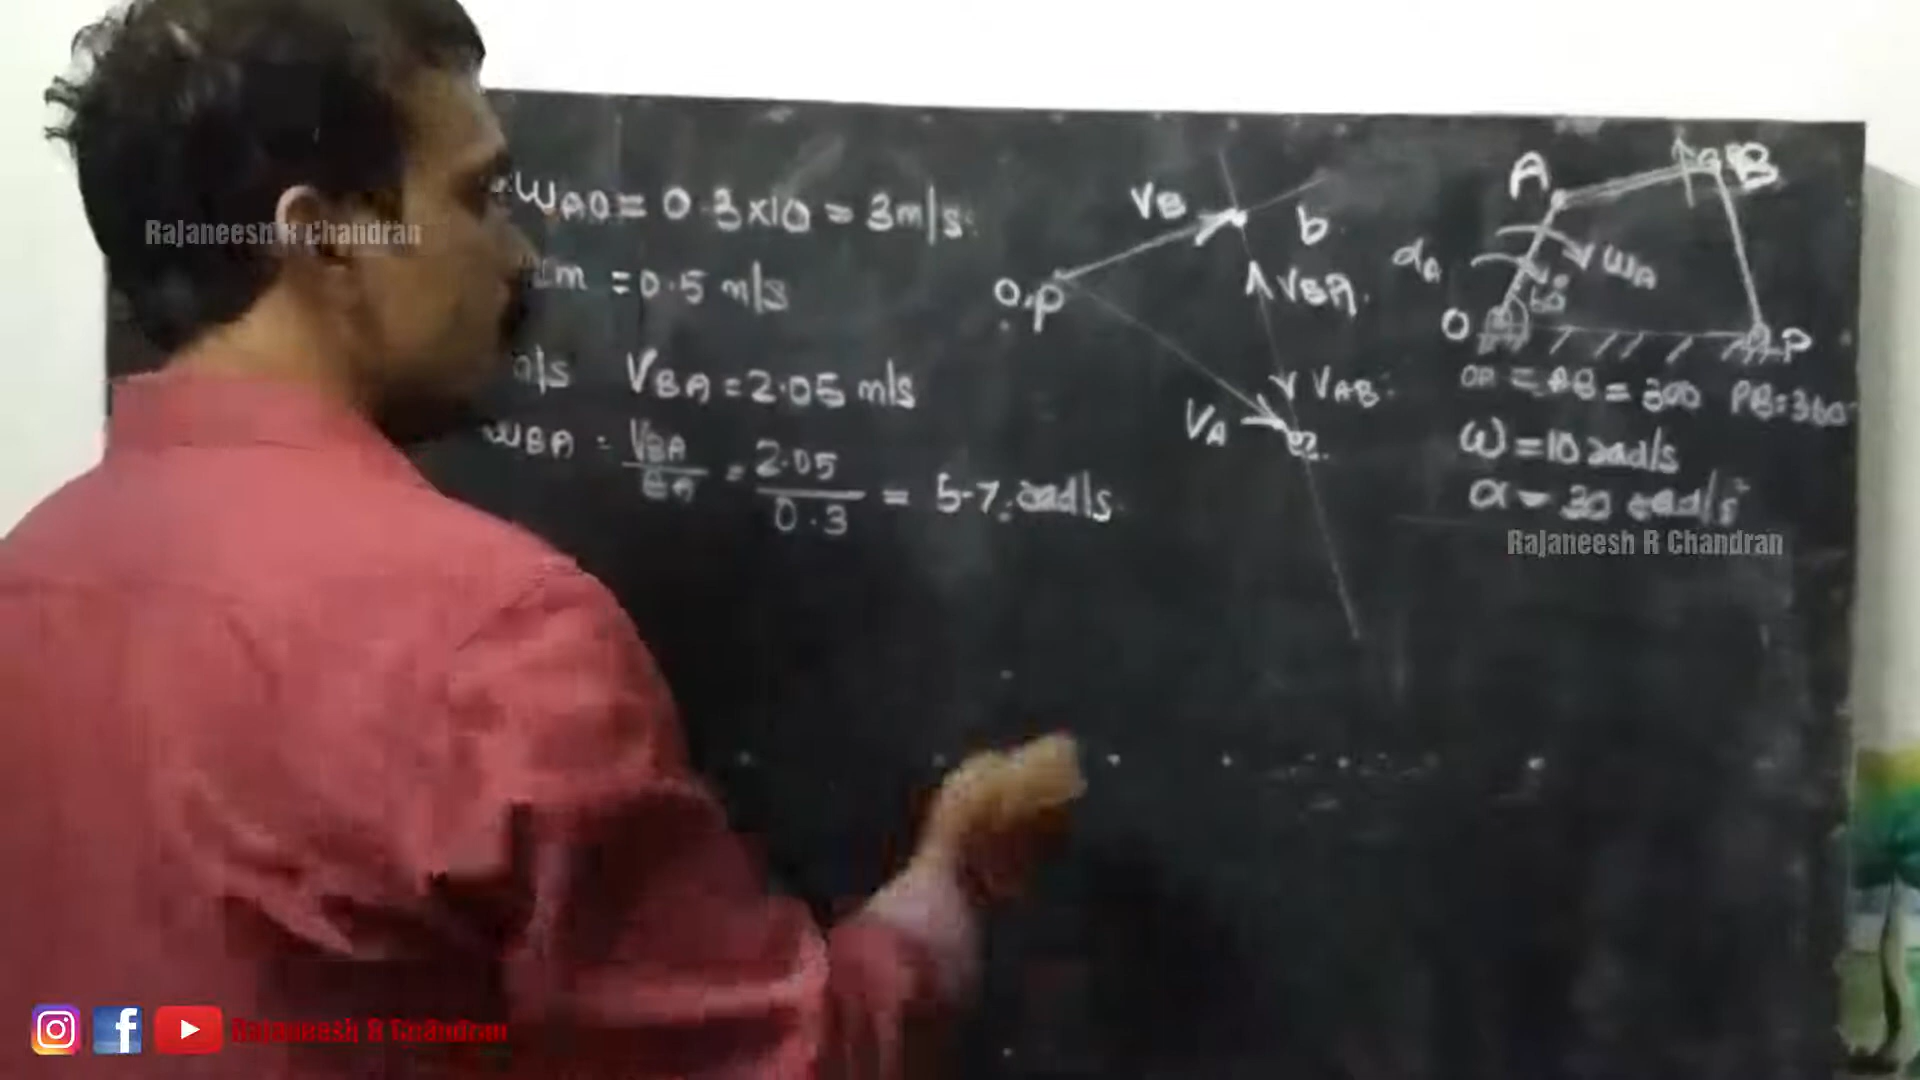 ωAO = 0.3×10 = 3m/s.
= 0.5 m/s
m/s VBA = 2.05 m/s
ωBA = VBA/BA = 2.05/0.3 = 5.7 rad/s.
O,P
VB
b
VBA.
VAB.
VA
a.
A
B
αA
ωA
60
O
P
OA = AB = 300 PB=360
ω = 10 rad/s
α = 30 rad/s²
Rajaneesh R Chandran
Rajaneesh R Chandran
Rajaneesh R Chandran